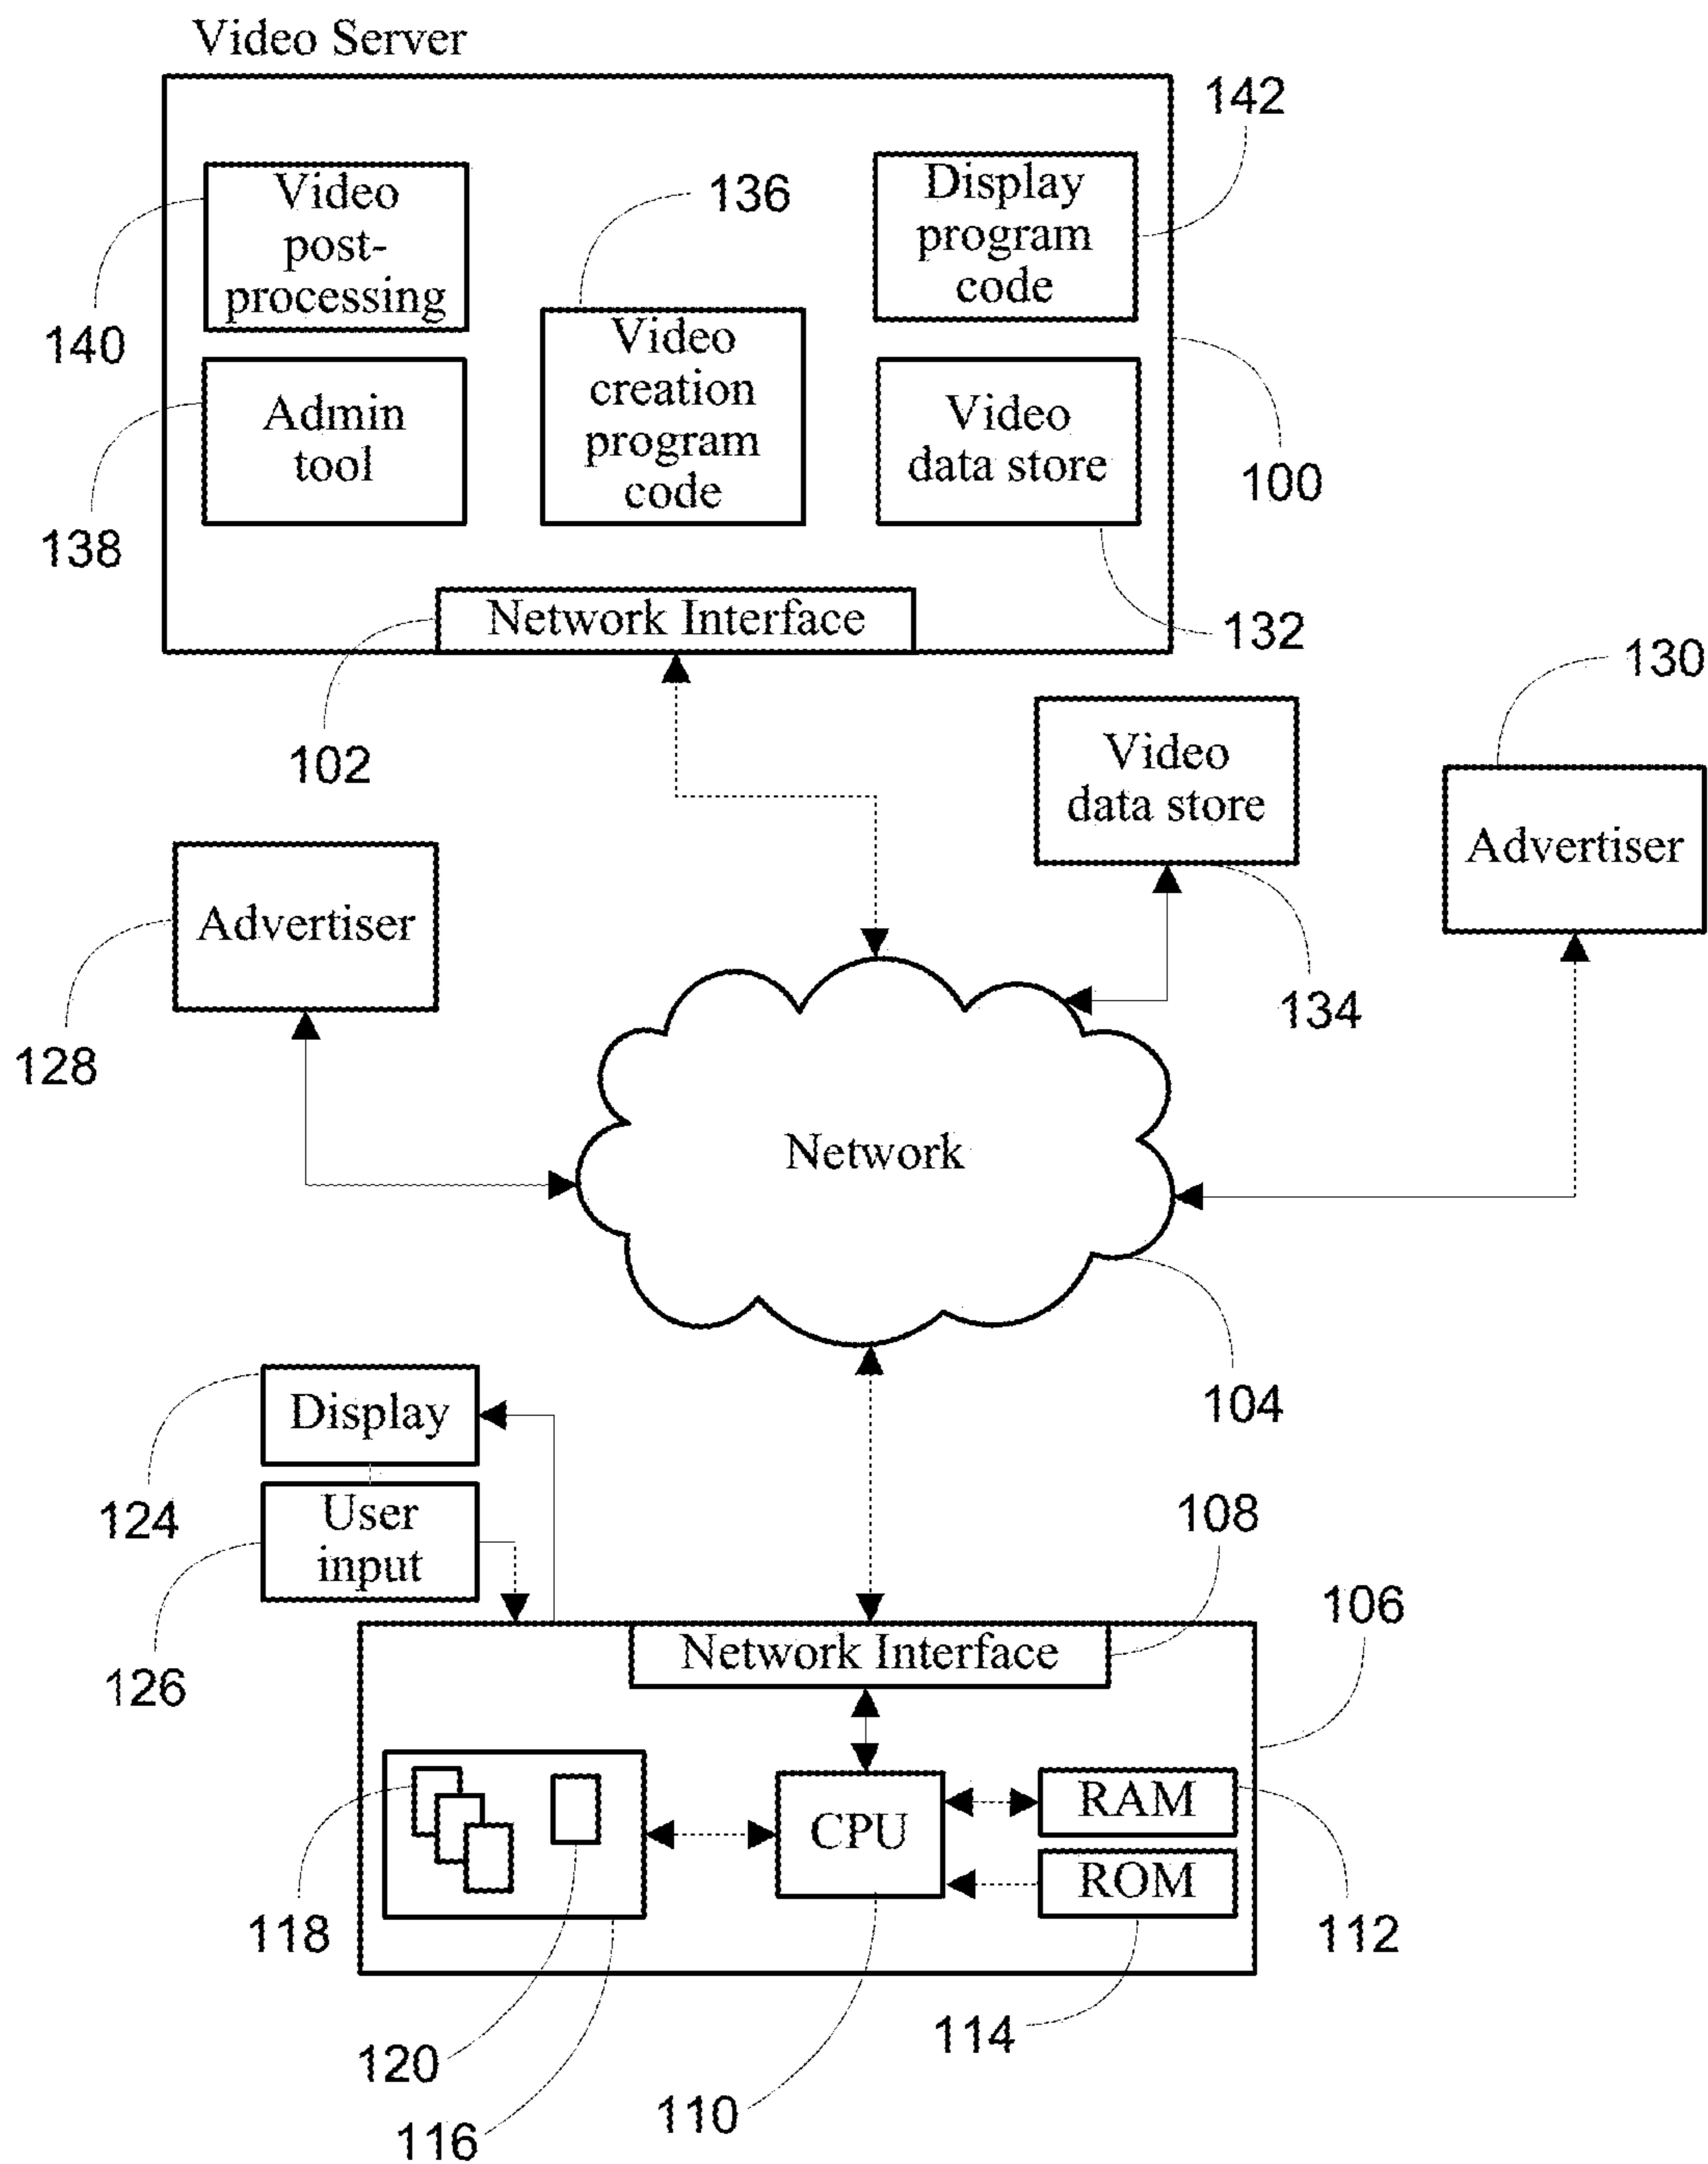 Video Server
142
Video
post-
processing
136
Display
program
code
140
Video
creation
program
code
Admin
tool
Video
data store
100
138
Network Interface
132
130
102
Video
data store
Advertiser
Advertiser
134
128
Network
104
Display
124
108
User
input
106
126
Network Interface
CPU
RAM
ROM
118
112
114
120
110
116